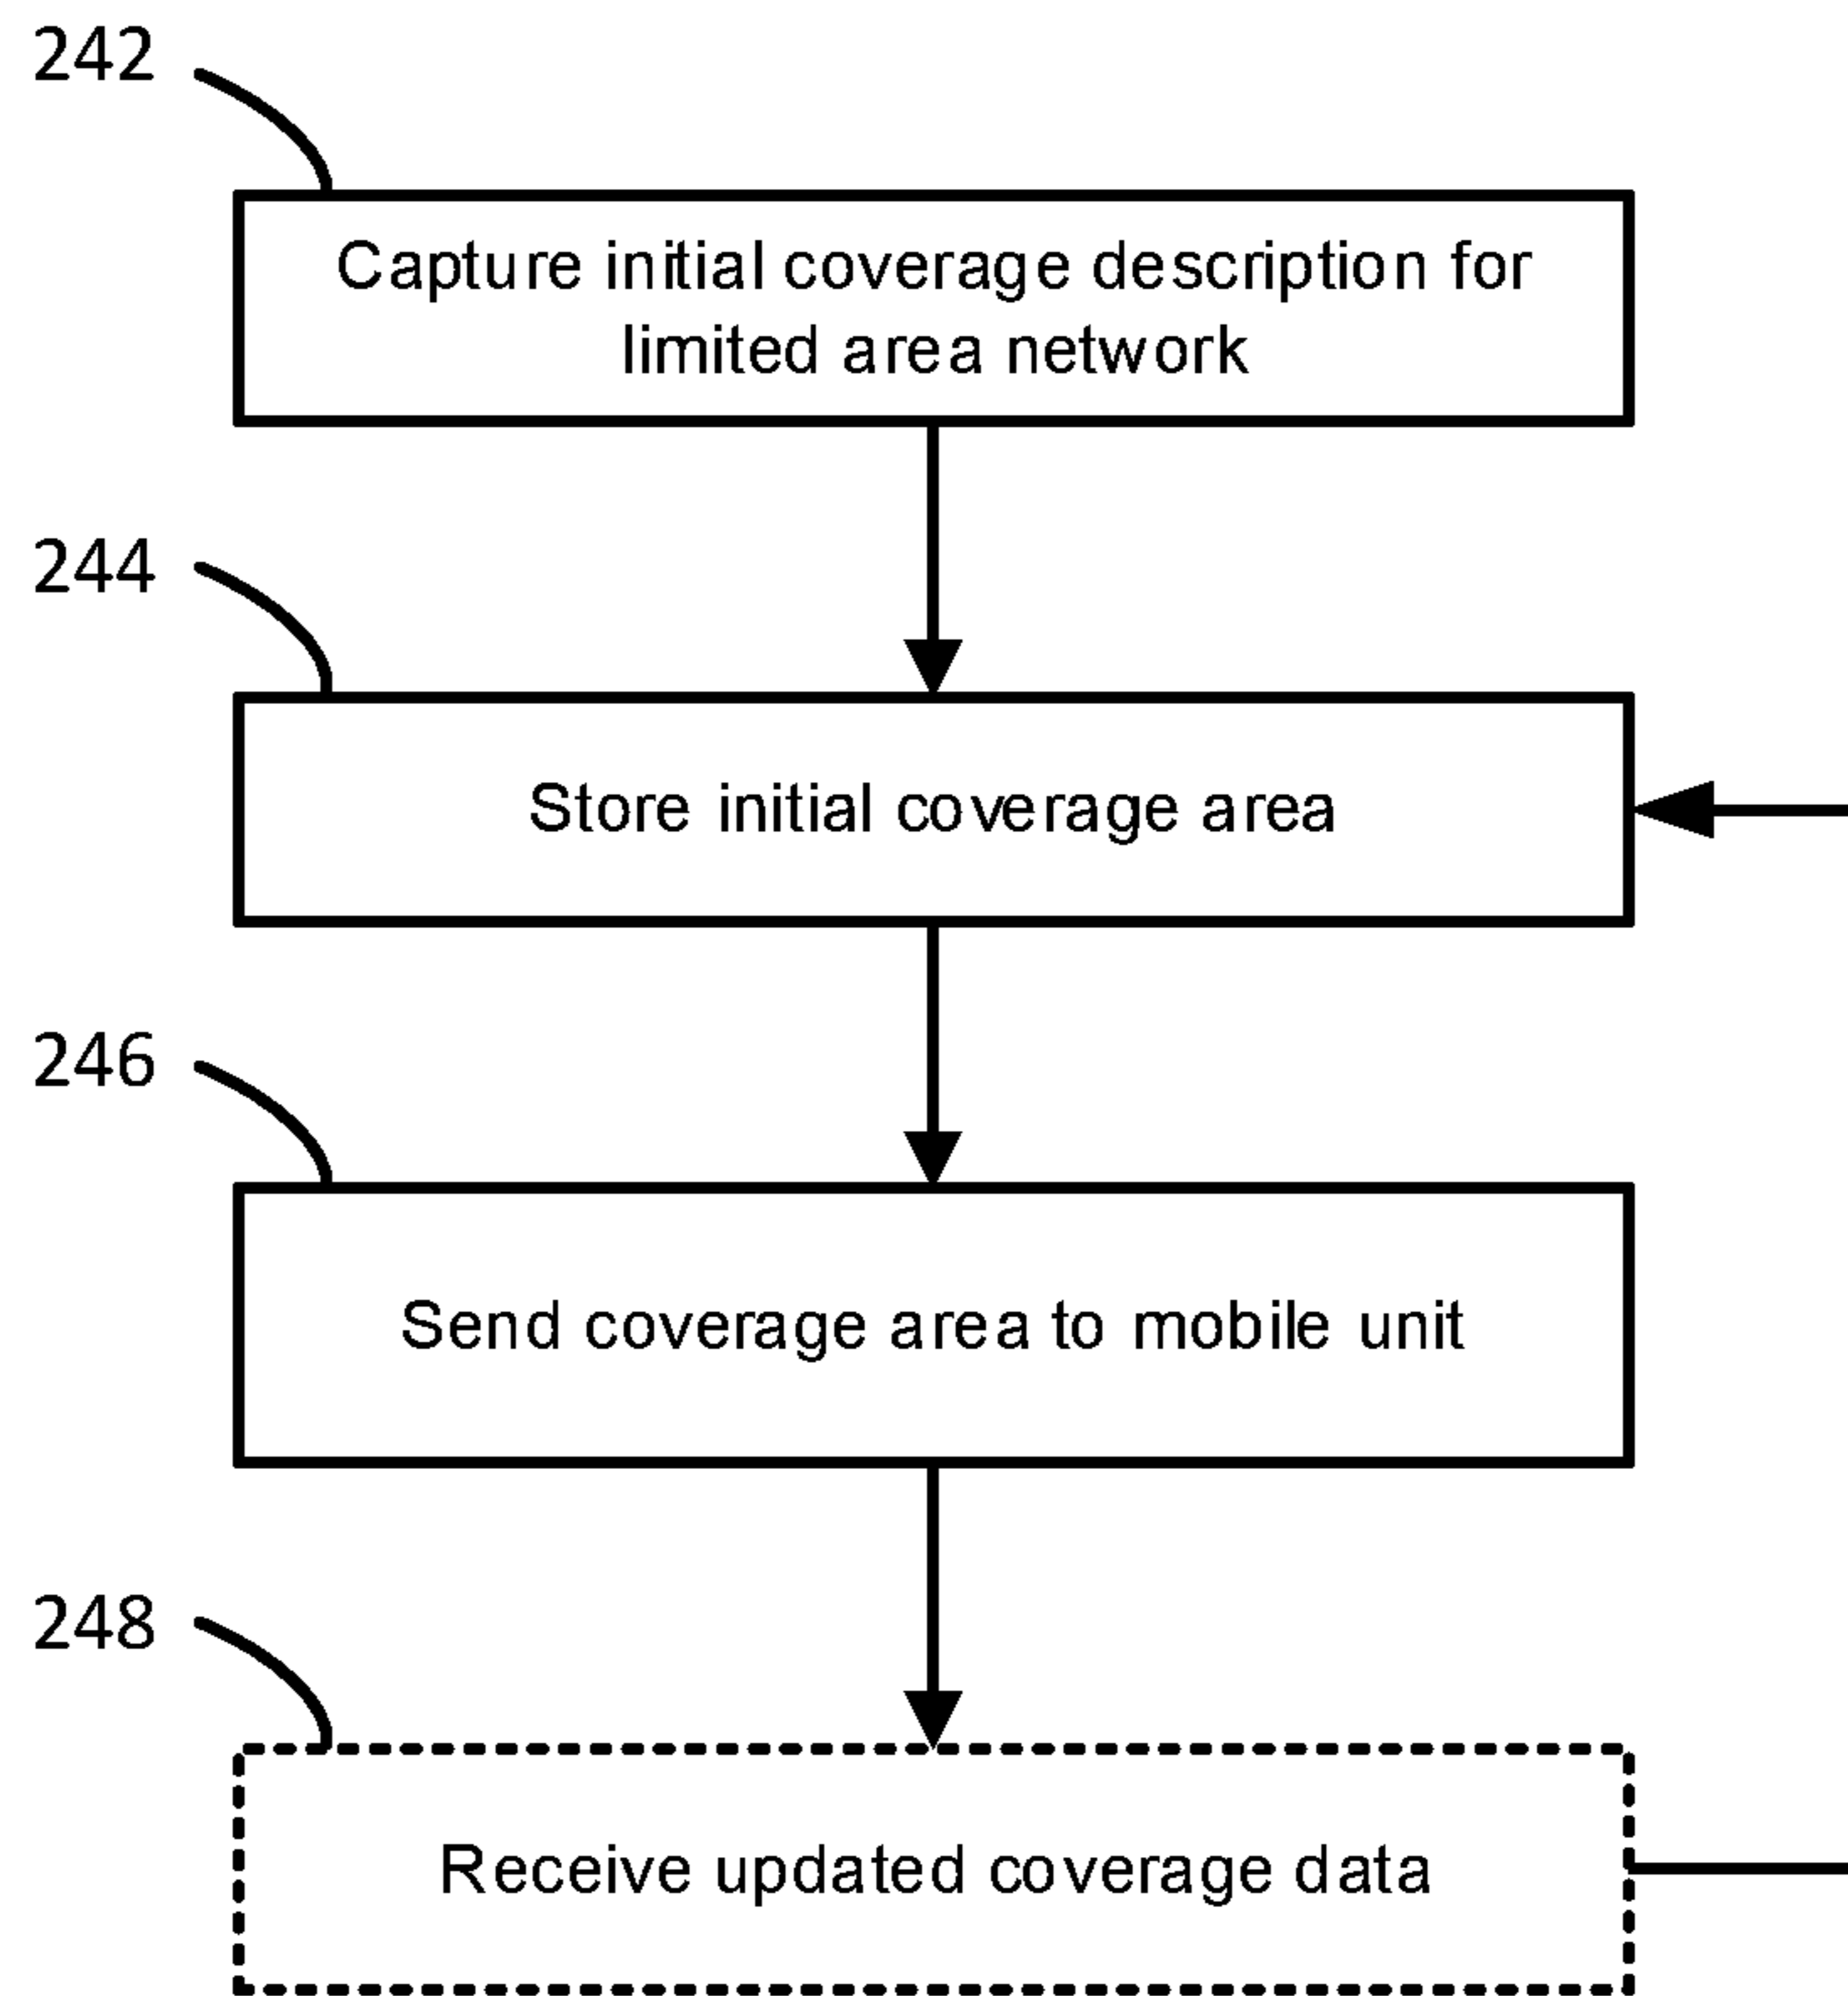 242
Capture initial coverage description for
limited area network
244
Store initial coverage area
246
Send coverage area to mobile unit
248
Receive updated coverage data